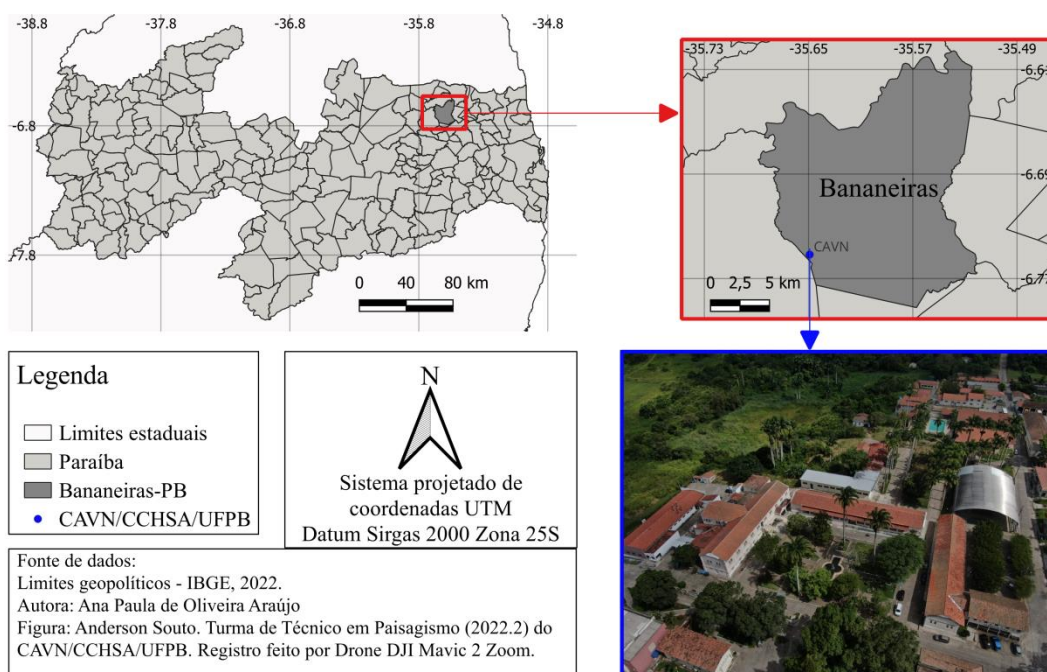 -38.8
-37.8
-36.8
-35.8
-34.8
-6.8
-7.8
0 40 80 km
-35.73
-35.65
-35.57
-35.49
-6.69
Bananeiras
CAVN
0 2,5 5 km
Legenda
Limites estaduais
Paraíba
Bananeiras-PB
CAVN/CCHSA/UFPB
N
Sistema projetado de
coordenadas UTM
Datum Sirgas 2000 Zona 25S
Fonte de dados:
Limites geopolíticos - IBGE, 2022.
Autora: Ana Paula de Oliveira Araújo
Figura: Anderson Souto. Turma de Técnico em Paisagismo (2022.2) do
CAVN/CCHSA/UFPB. Registro feito por Drone DJI Mavic 2 Zoom.